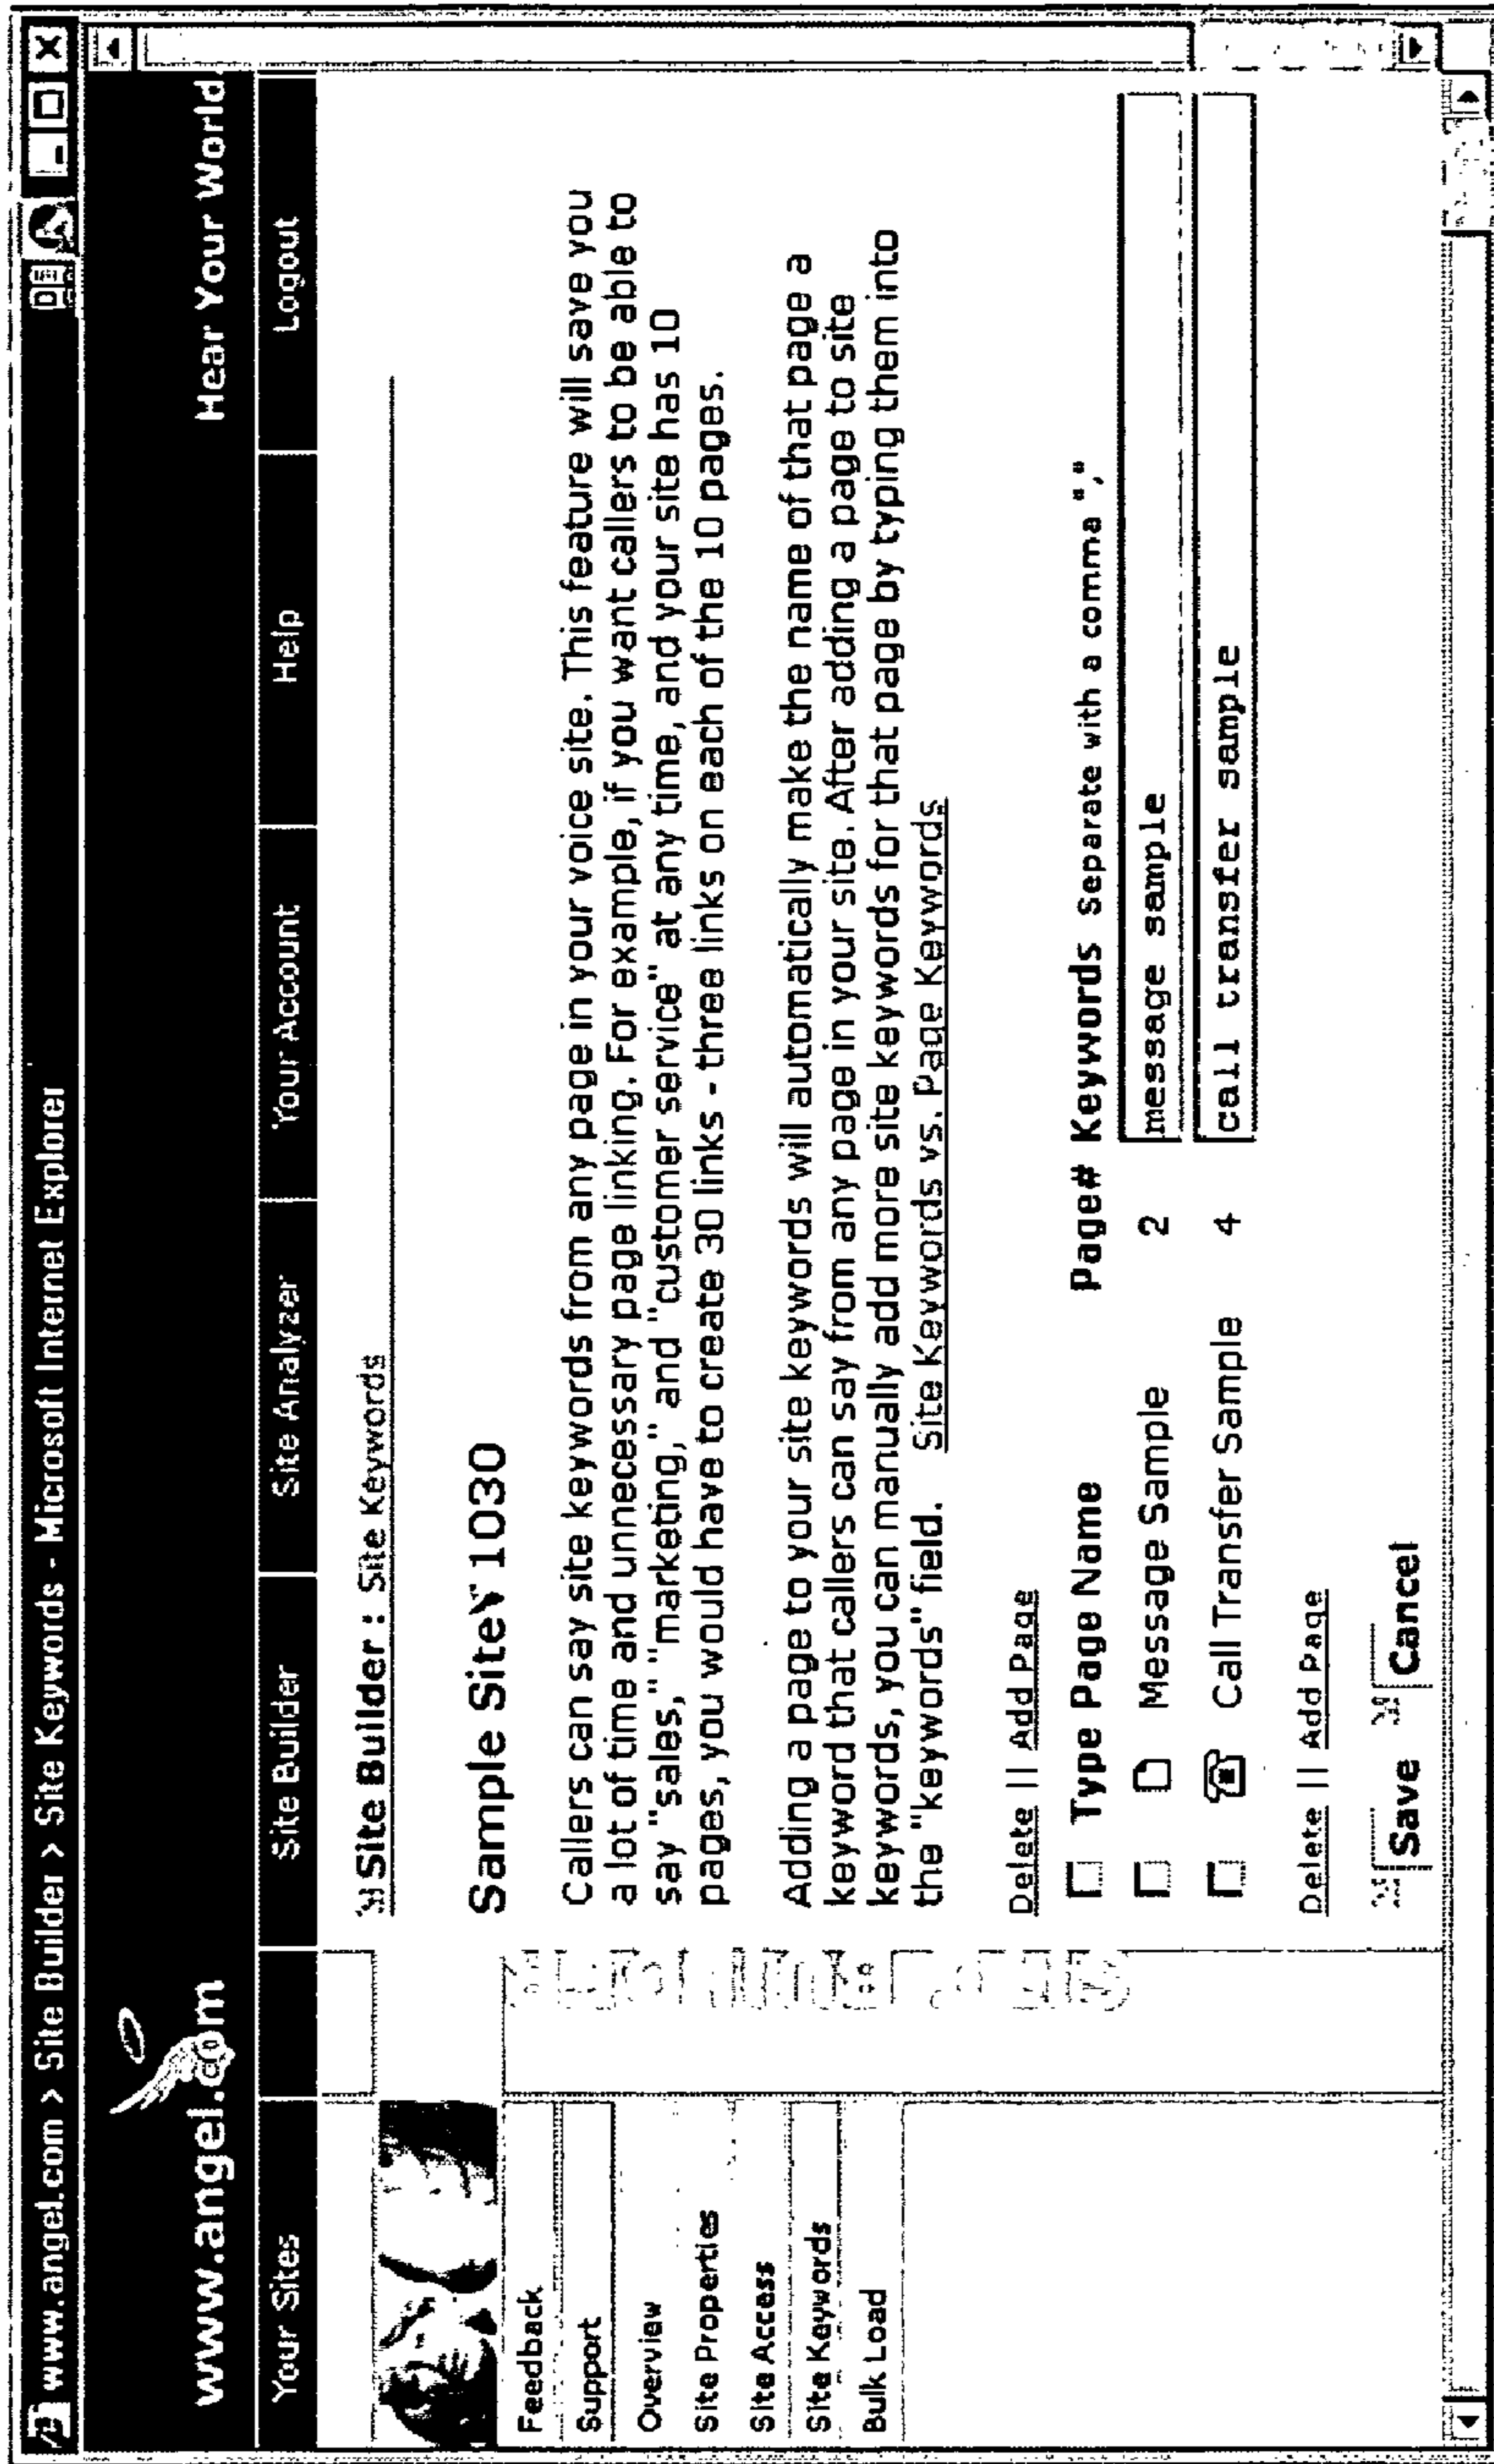 www.angel.com > Site Builder > Site Keywords - Microsoft Internet Explorer
www.angel.com
Hear Your World
Your Sites
Site Builder
Site Analyzer
Your Account
Help
Logout
Feedback
Support
Overview
Site Properties
Site Access
Site Keywords
Bulk Load
Site Builder : Site Keywords
Sample Site 1030
Callers can say site keywords from any page in your voice site. This feature will save you
a lot of time and unnecessary page linking. For example, if you want callers to be able to
say "sales," "marketing," and "customer service" at any time, and your site has 10
pages, you would have to create 30 links - three links on each of the 10 pages.
Adding a page to your site keywords will automatically make the name of that page a
keyword that callers can say from any page in your site. After adding a page to site
keywords, you can manually add more site keywords for that page by typing them into
the "keywords" field. Site Keywords vs. Page Keywords
Delete || Add Page
Type Page Name Page# Keywords separate with a comma ","
Message Sample 2 message sample
Call Transfer Sample 4 call transfer sample
Delete || Add Page
Save Cancel